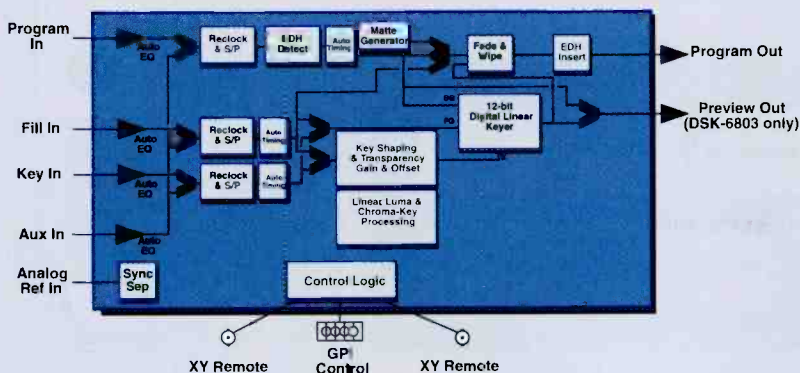 Program
In
Auto
EQ
Reclock
& S/P
EDH
Detect
Auto
Timing
Matte
Generator
Fade &
Wipe
EDH
Insert
Program Out
Fill In
Auto
EQ
Reclock
& S/P
Auto
Timing
Key In
Auto
EQ
Reclock
& S/P
Auto
Timing
Key Shaping
& Transparency
Gain & Offset
Linear Luma &
Chroma-Key
Processing
BG
FG
12-bit
Digital Linear
Keyer
Preview Out
(DSK-6803 only)
Aux In
Auto
EQ
Analog
Ref In
Sync
Sep
Control Logic
XY Remote
GPI
Control
XY Remote